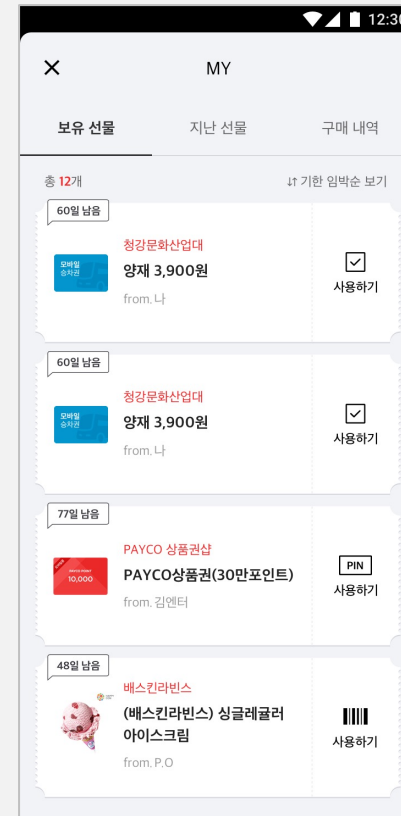 12:30
MY
보유 선물
지난 선물
구매 내역
총 12개
기한 임박순 보기
60일 남음
청강문화산업대
모바일
승차권
양재 3,900원
from. 나
사용하기
60일 남음
청강문화산업대
모바일
승차권
양재 3,900원
from. 나
사용하기
77일 남음
PAYCO 상품권샵
10,000
PAYCO상품권(30만포인트)
from. 김엔터
PIN
사용하기
48일 남음
배스킨라빈스
(배스킨라빈스) 싱글레귤러
아이스크림
from. P.O
사용하기